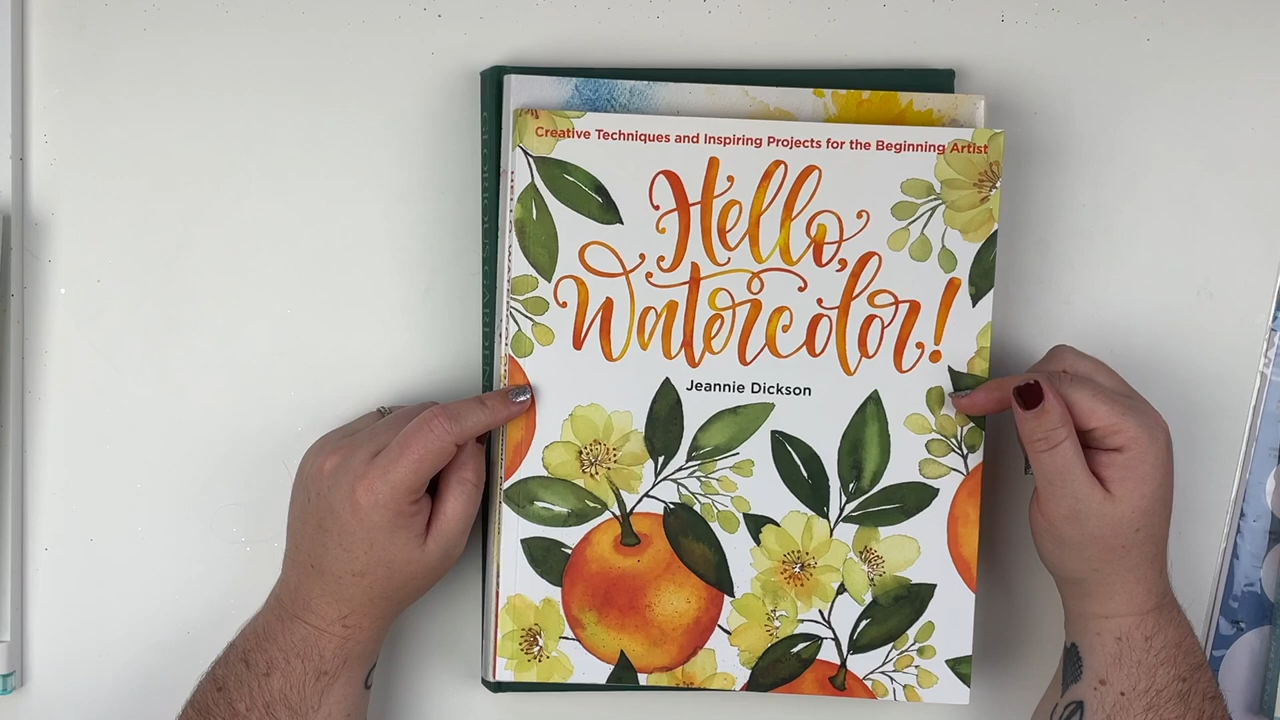 Creative Techniques and Inspiring Projects for the Beginning Artist
Hello,
Watercolor!
Jeannie Dickson